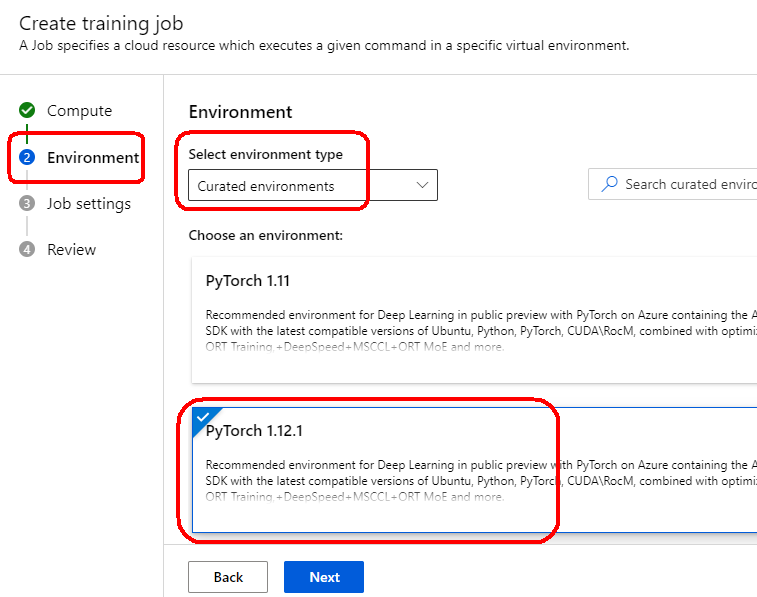 Create training job
A Job specifies a cloud resource which executes a given command in a specific virtual environment.
Compute
2 Environment
3 Job settings
4 Review
Environment
Select environment type
Curated environments
Search curated
Choose an environment:
PyTorch 1.11
Recommended environment for Deep Learning in public preview with PyTorch on Azure containing the
SDK with the latest compatible versions of Ubuntu, Python, PyTorch, CUDA\RocM, combined with
ORT Training,+DeepSpeed+MSCCL+ORT MoE and more.
PyTorch 1.12.1
Recommended environment for Deep Learning in public preview with PyTorch on Azure containing the
SDK with the latest compatible versions of Ubuntu, Python, PyTorch, CUDA\RocM, combined with
ORT Training,+DeepSpeed+MSCCL+ORT MoE and more.
Back
Next